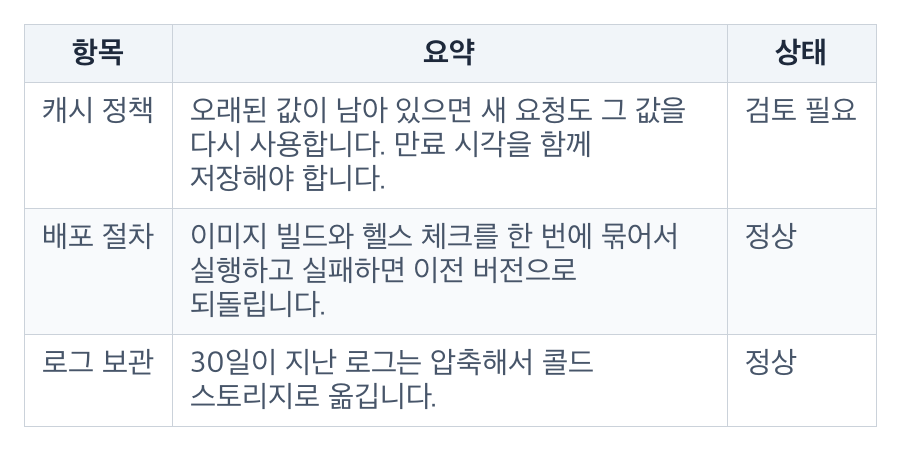 항목 요약 상태
캐시 정책 오래된 값이 남아 있으면 새 요청도 그 값을 검토 필요
다시 사용합니다. 만료 시각을 함께
저장해야 합니다.
배포 절차 이미지 빌드와 헬스 체크를 한 번에 묶어서 정상
실행하고 실패하면 이전 버전으로
되돌립니다.
로그 보관 30일이 지난 로그는 압축해서 콜드 정상
스토리지로 옮깁니다.